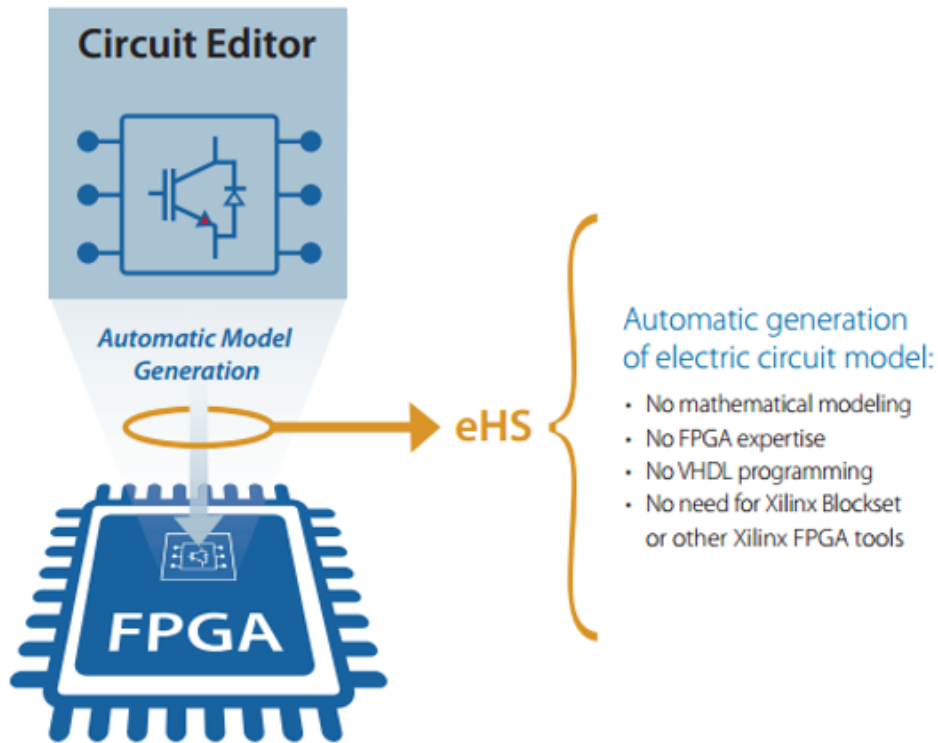 Circuit Editor
Automatic Model
Generation
eHS
Automatic generation
of electric circuit model:
• No mathematical modeling
• No FPGA expertise
• No VHDL programming
• No need for Xilinx Blockset
or other Xilinx FPGA tools
FPGA